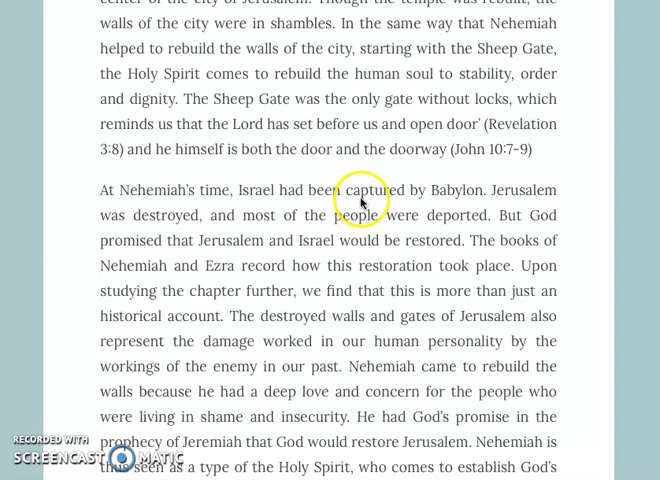 center of the city of Jerusalem. Though the temple was rebuilt, the
walls of the city were in shambles. In the same way that Nehemiah
helped to rebuild the walls of the city, starting with the Sheep Gate,
the Holy Spirit comes to rebuild the human soul to stability, order
and dignity. The Sheep Gate was the only gate without locks, which
reminds us that the Lord has set before us and open door’ (Revelation
3:8) and he himself is both the door and the doorway (John 10:7-9)
At Nehemiah’s time, Israel had been captured by Babylon. Jerusalem
was destroyed, and most of the people were deported. But God
promised that Jerusalem and Israel would be restored. The books of
Nehemiah and Ezra record how this restoration took place. Upon
studying the chapter further, we find that this is more than just an
historical account. The destroyed walls and gates of Jerusalem also
represent the damage worked in our human personality by the
workings of the enemy in our past. Nehemiah came to rebuild the
walls because he had a deep love and concern for the people who
were living in shame and insecurity. He had God’s promise in the
prophecy of Jeremiah that God would restore Jerusalem. Nehemiah is
thus seen as a type of the Holy Spirit, who comes to establish God’s
RECORDED WITH
SCREENCAST MATIC